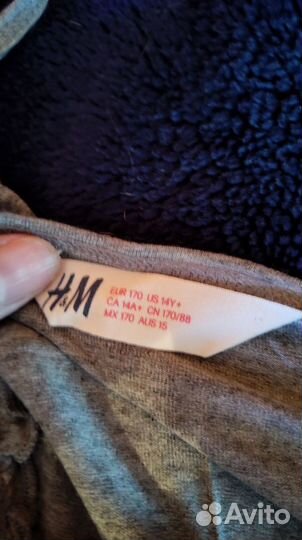 H&M
EUR 170 US 14Y+
CA 14A+ CN 170/88
MX 170 AUS 15
Avito